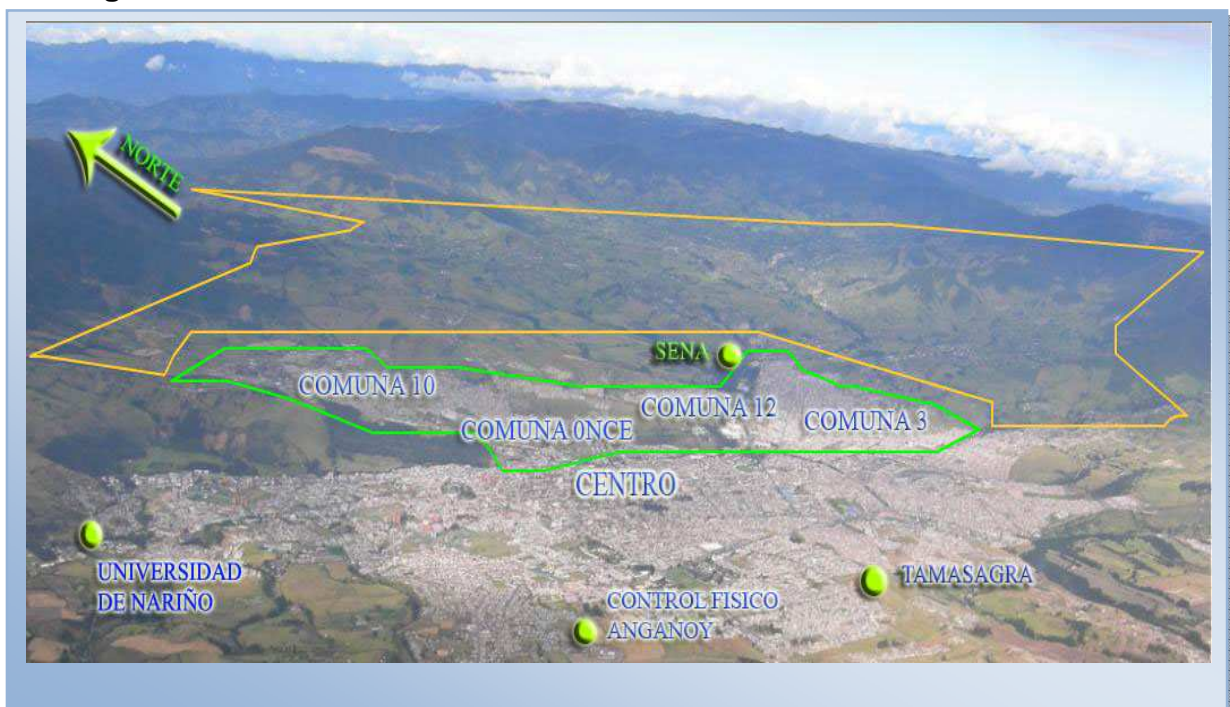 NORTE
SENA
COMUNA 10
COMUNA 12
COMUNA 3
COMUNA 0NCE
CENTRO
UNIVERSIDAD
DE NARIÑO
TAMASAGRA
CONTROL FISICO
ANGANOY